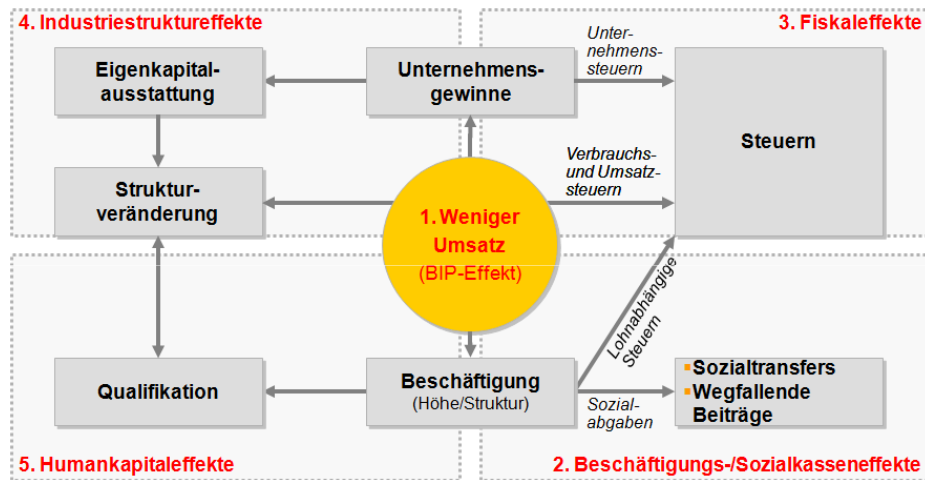 4. Industriestruktureffekte
3. Fiskaleffekte
Eigenkapital-
ausstattung
Unternehmens-
gewinne
Unter-
nehmens-
steuern
Steuern
Struktur-
veränderung
1. Weniger
Umsatz
(BIP-Effekt)
Verbrauchs-
und Umsatz-
steuern
Lohnabhängige
Steuern
Qualifikation
Beschäftigung
(Höhe/Struktur)
Sozial-
abgaben
Sozialtransfers
Wegfallende
Beiträge
5. Humankapitaleffekte
2. Beschäftigungs-/Sozialkasseneffekte